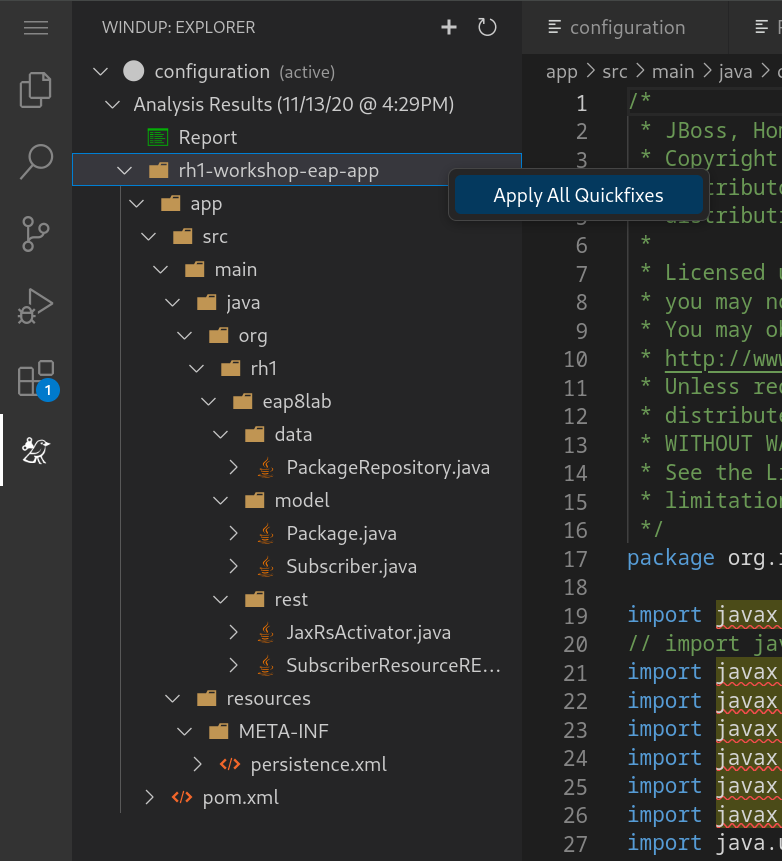 WINDUP: EXPLORER
configuration (active)
Analysis Results (11/13/20 @ 4:29PM)
Report
rh1-workshop-eap-app
Apply All Quickfixes
app
src
main
java
org
rh1
eap8lab
data
PackageRepository.java
model
Package.java
Subscriber.java
rest
JaxRsActivator.java
SubscriberResourceRE...
resources
META-INF
persistence.xml
pom.xml
1
configuration
app > src > main > java >
1 /*
2 * JBoss, Hom
3 * Copyright
tribut
5 distributi
6 *
7 * Licensed u
8 * you may no
9 * You may ob
10 * http://www
11 * Unless req
12 * distribute
13 * WITHOUT WA
14 * See the Li
15 * limitation
16 */
17 package org.
18
19 import javax
20 // import jav
21 import javax
22 import javax
23 import javax
24 import javax
25 import javax
26 import javax
27 import java.